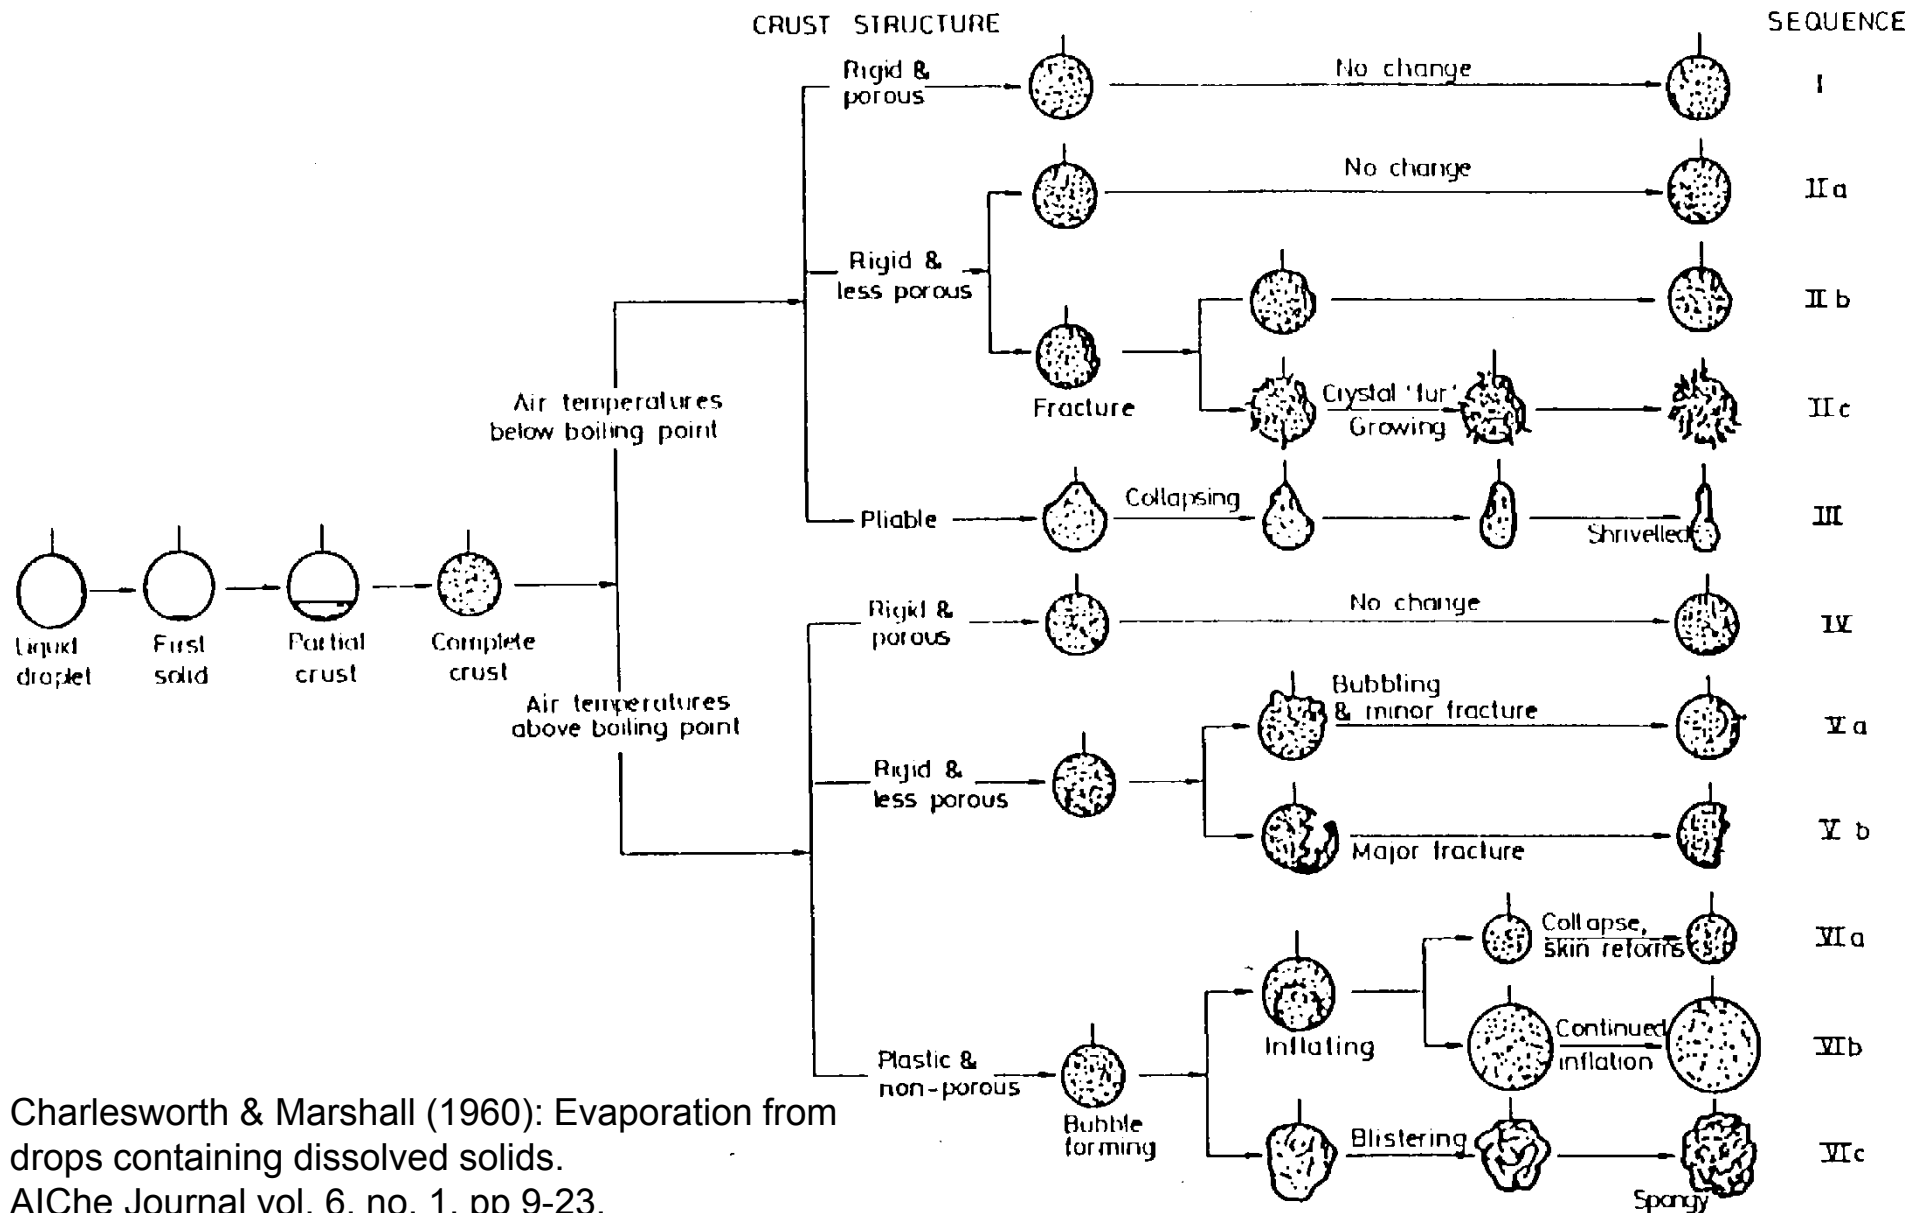 CRUST STRUCTURE
SEQUENCE
Rigid &
porous
No change
I
No change
II a
Rigid &
less porous
II b
Fracture
Crystal 'fur'
Growing
II c
Air temperatures
below boiling point
Pliable
Collapsing
Shrivelled
III
Liquid
droplet
First
solid
Partial
crust
Complete
crust
Rigid &
porous
No change
IV
Air temperatures
above boiling point
Bubbling
& minor fracture
V a
Rigid &
less porous
Major fracture
V b
Collapse,
skin reforms
VI a
Inflating
Continued
inflation
VI b
Plastic &
non-porous
Bubble
forming
Blistering
Spongy
VI c
Charlesworth & Marshall (1960): Evaporation from
drops containing dissolved solids.
AIChe Journal vol. 6, no. 1, pp 9-23.